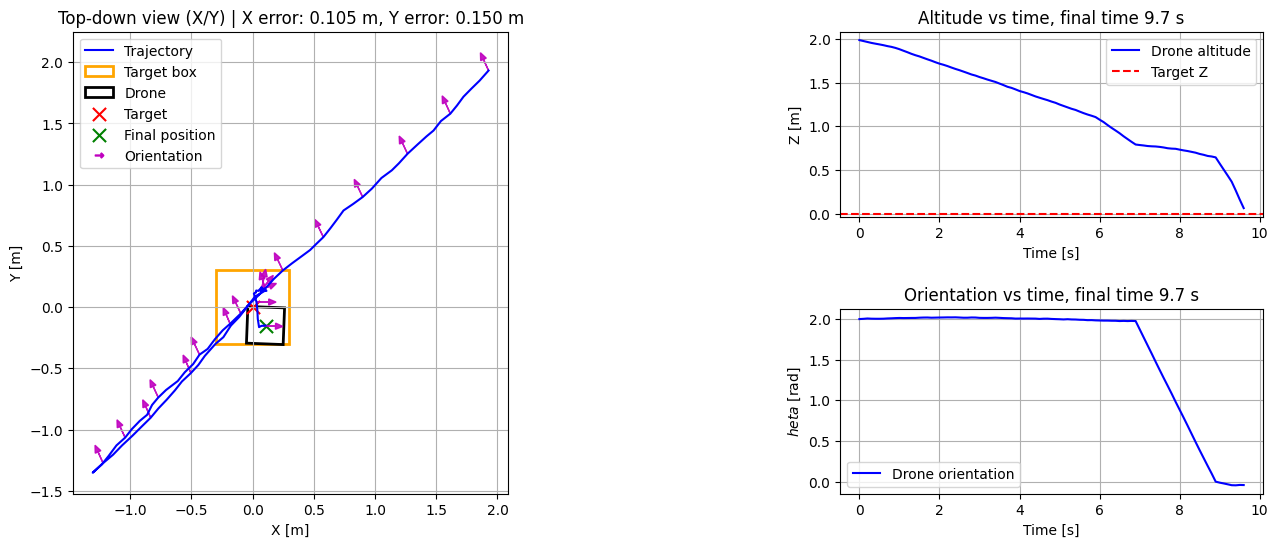 Top-down view (X/Y) | X error: 0.105 m, Y error: 0.150 m
Trajectory
Target box
Drone
Target
Final position
Orientation
2.0
1.5
1.0
0.5
0.0
−0.5
−1.0
−1.5
Y [m]
−1.0
−0.5
0.0
0.5
1.0
1.5
2.0
X [m]
Altitude vs time, final time 9.7 s
Drone altitude
Target Z
2.0
1.5
1.0
0.5
0.0
Z [m]
0
2
4
6
8
10
Time [s]
Orientation vs time, final time 9.7 s
2.0
1.5
1.0
0.5
0.0
heta [rad]
Drone orientation
0
2
4
6
8
10
Time [s]